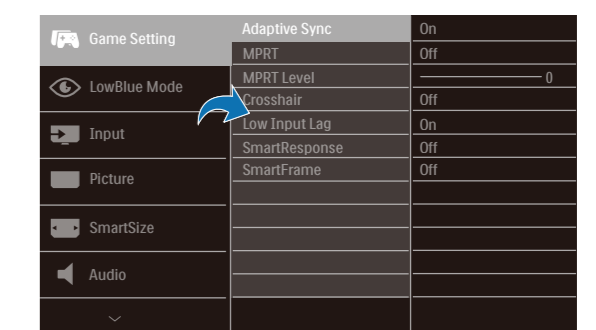 Game Setting
LowBlue Mode
Input
Picture
SmartSize
Audio
Adaptive Sync On
MPRT Off
MPRT Level 0
Crosshair Off
Low Input Lag On
SmartResponse Off
SmartFrame Off